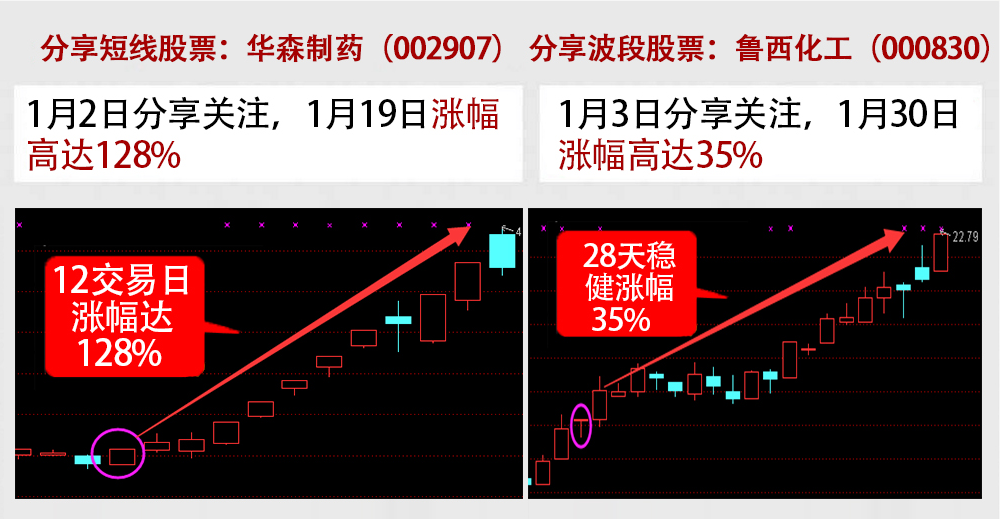 分享短线股票：华森制药（002907）
分享波段股票：鲁西化工（000830）
1月2日分享关注，1月19日涨幅
高达128%
1月3日分享关注，1月30日
涨幅高达35%
12交易日
涨幅达
128%
4
28天稳
健涨幅
35%
22.79